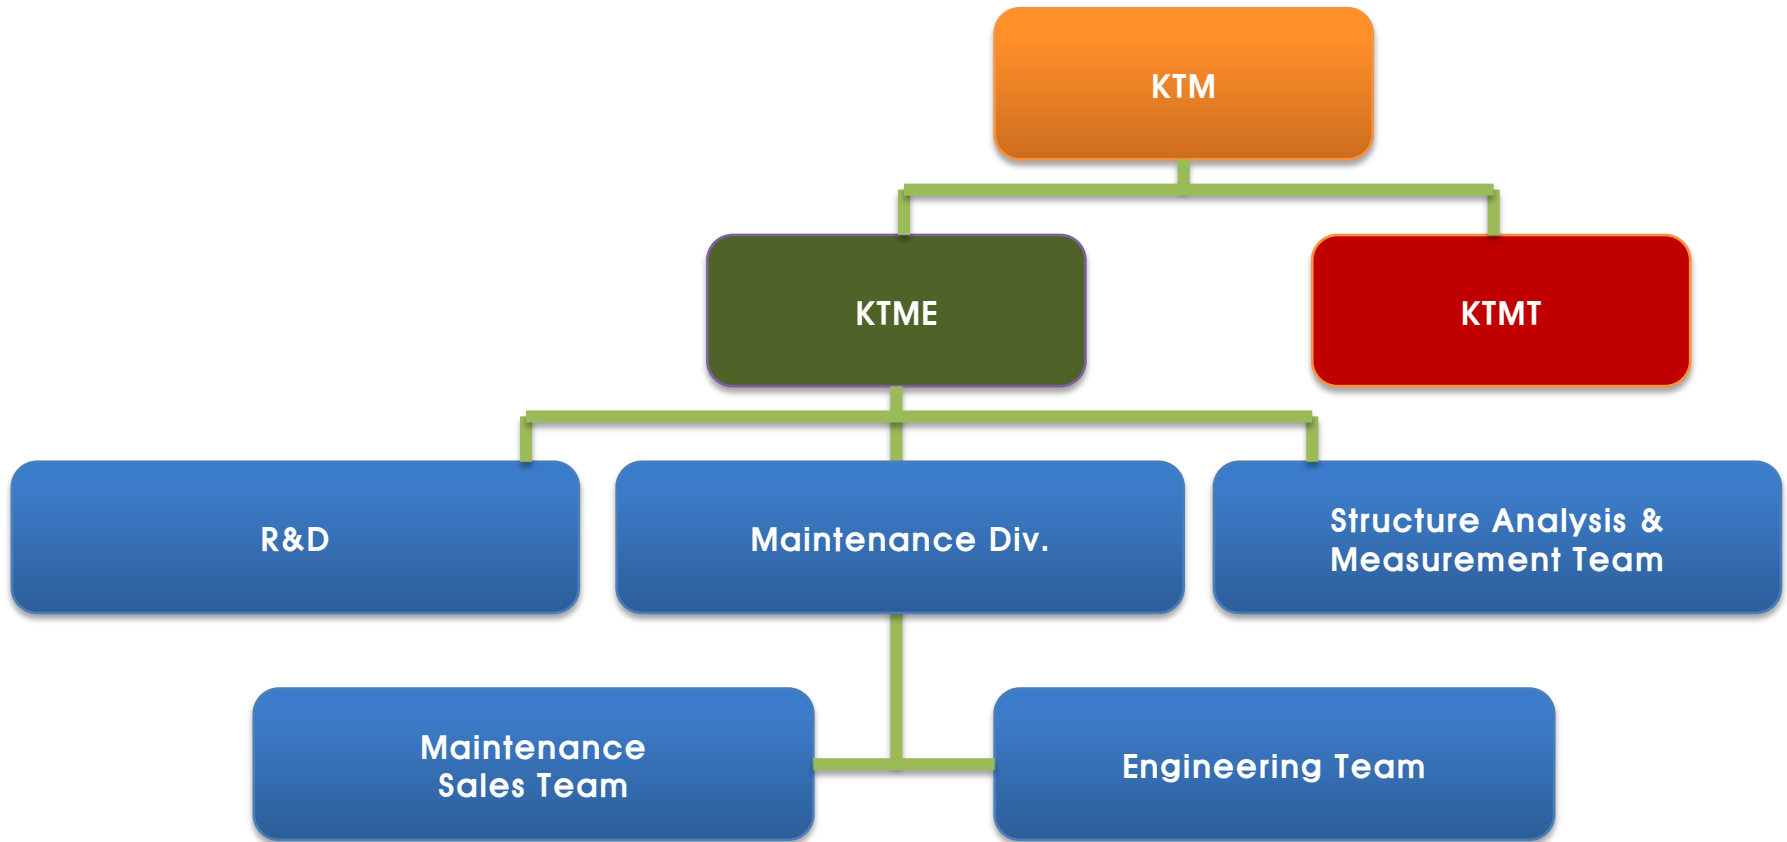 KTM
KTME
KTMT
R&D
Maintenance Div.
Structure Analysis &
Measurement Team
Maintenance
Sales Team
Engineering Team